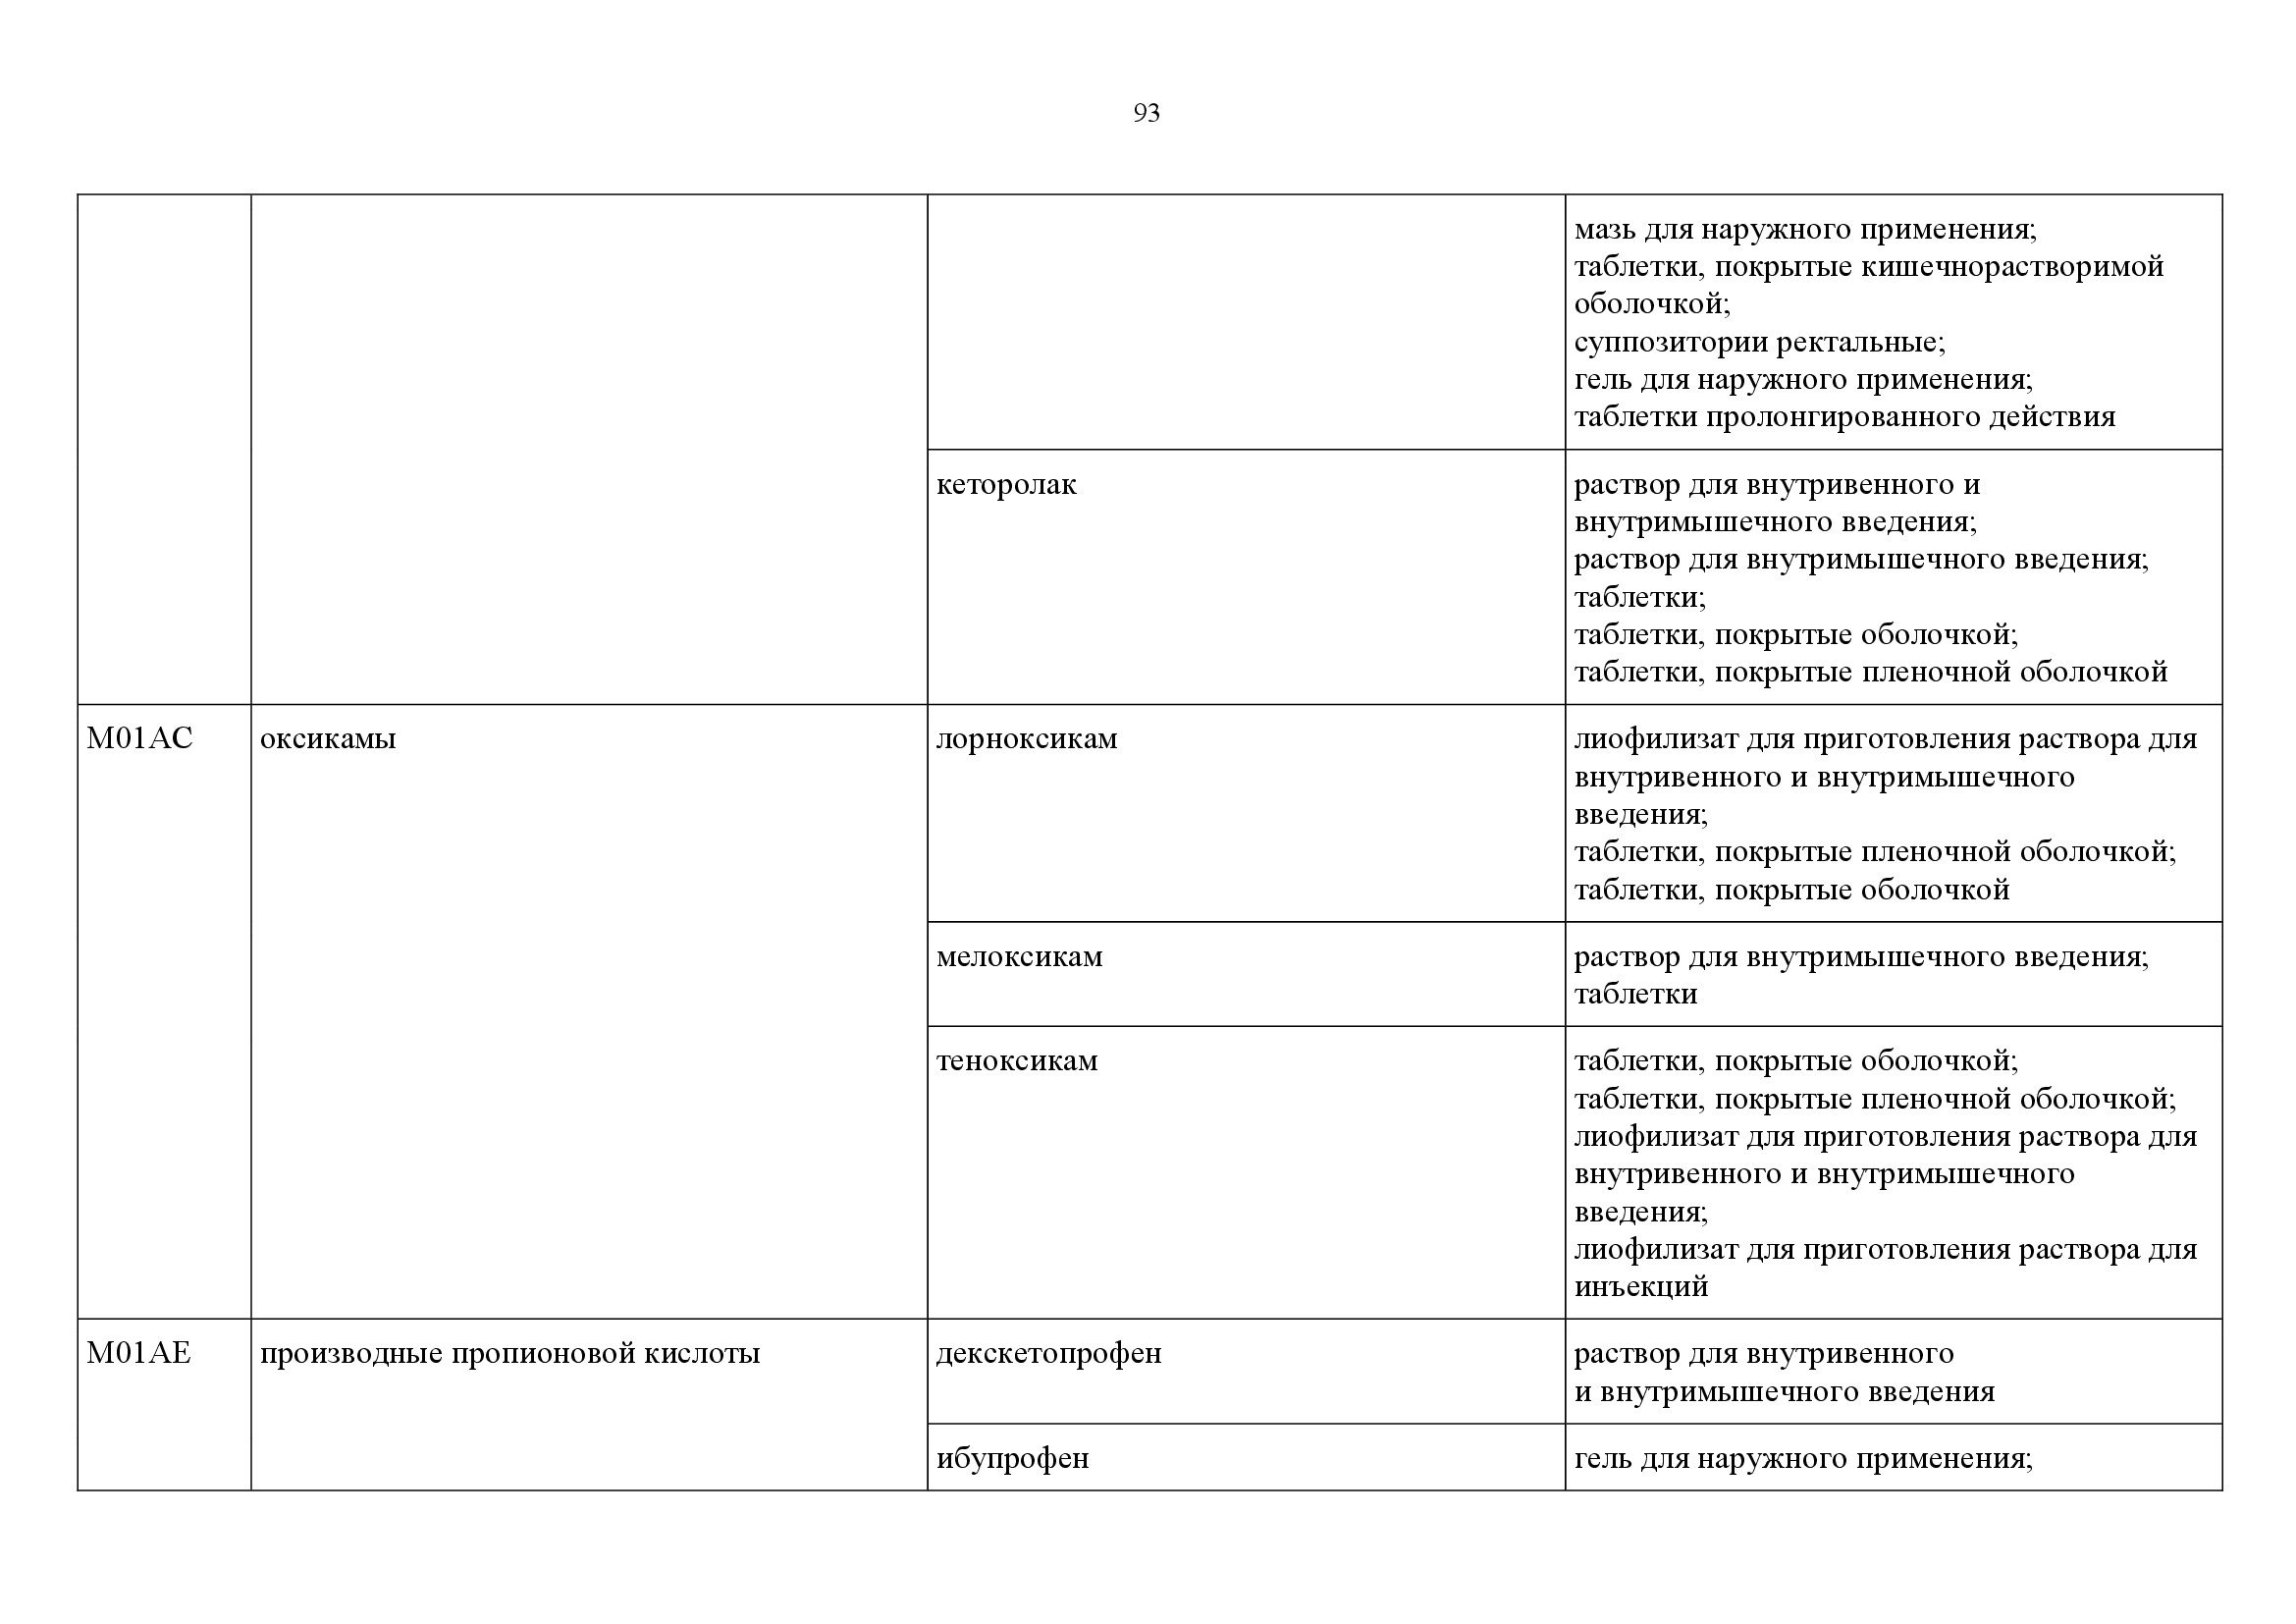 93
мазь для наружного применения;
таблетки, покрытые кишечнорастворимой
оболочкой;
суппозитории ректальные;
гель для наружного применения;
таблетки пролонгированного действия
кеторолак
раствор для внутривенного и
внутримышечного введения;
раствор для внутримышечного введения;
таблетки;
таблетки, покрытые оболочкой;
таблетки, покрытые пленочной оболочкой
M01AC
оксикамы
лорноксикам
лиофилизат для приготовления раствора для
внутривенного и внутримышечного
введения;
таблетки, покрытые пленочной оболочкой;
таблетки, покрытые оболочкой
мелоксикам
раствор для внутримышечного введения;
таблетки
теноксикам
таблетки, покрытые оболочкой;
таблетки, покрытые пленочной оболочкой;
лиофилизат для приготовления раствора для
внутривенного и внутримышечного
введения;
лиофилизат для приготовления раствора для
инъекций
M01AE
производные пропионовой кислоты
декскетопрофен
раствор для внутривенного
и внутримышечного введения
ибупрофен
гель для наружного применения;